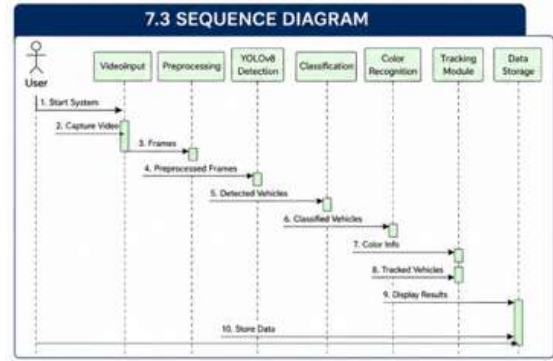 7.3 SEQUENCE DIAGRAM
User
VideoInput
Preprocessing
YOLOv8
Detection
Classification
Color
Recognition
Tracking
Module
Data
Storage
1. Start System
2. Capture Video
3. Frames
4. Preprocessed Frames
5. Detected Vehicles
6. Classified Vehicles
7. Color Info
8. Tracked Vehicles
9. Display Results
10. Store Data